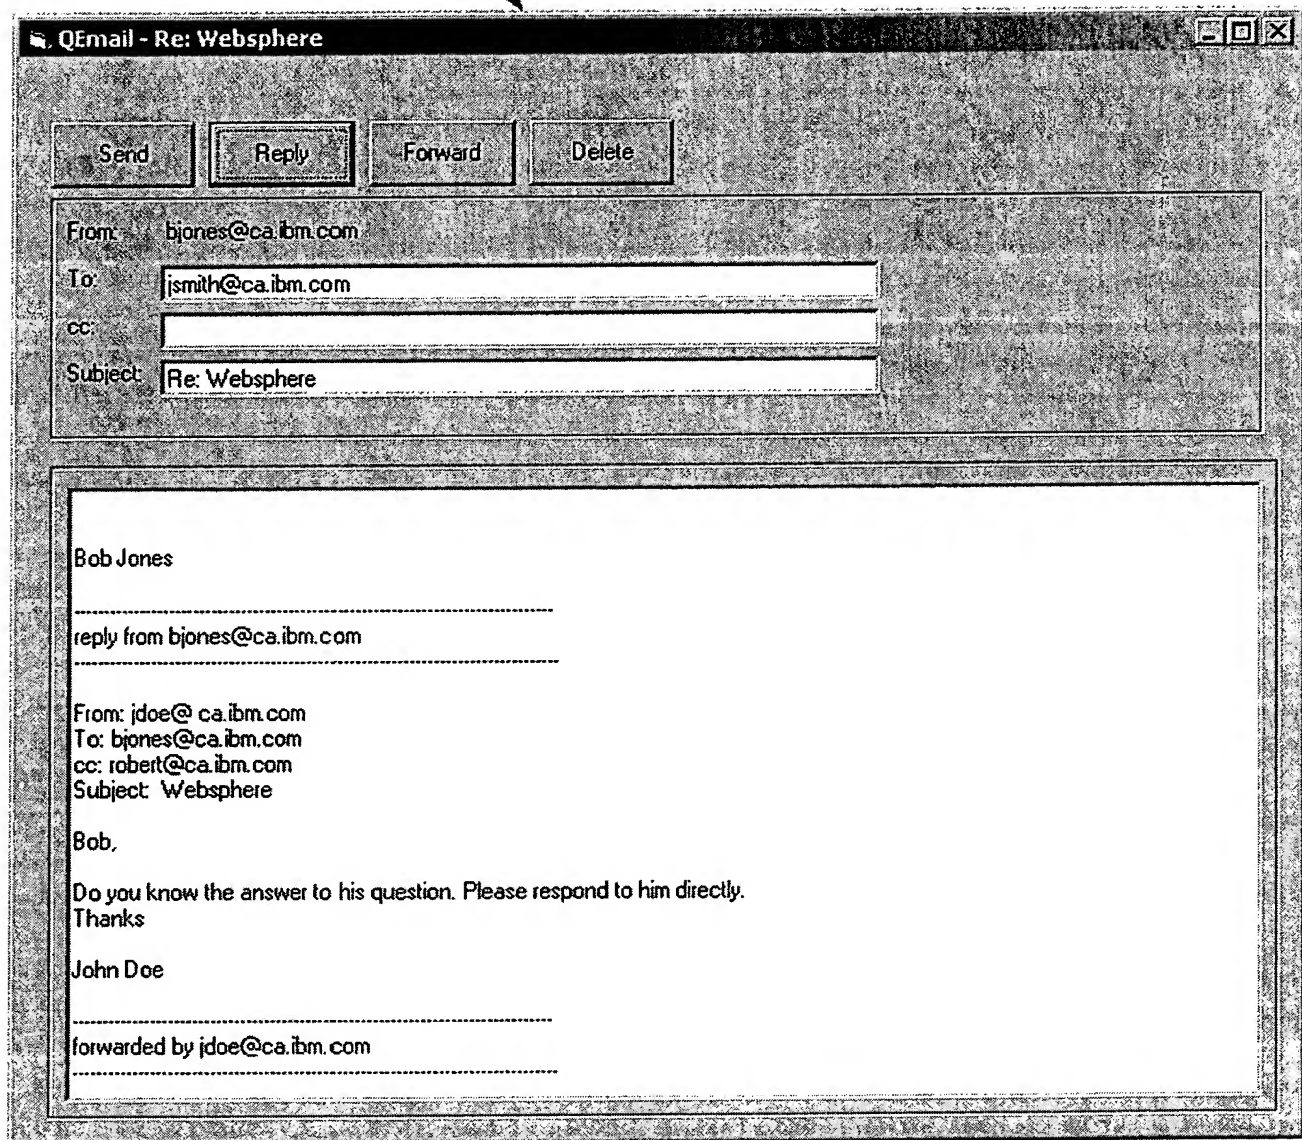 QEmail - Re: Websphere
Send Reply Forward Delete
From: bjones@ca.ibm.com
To: jsmith@ca.ibm.com
cc:
Subject: Re: Websphere
Bob Jones
--------------------------------------------------------------------
reply from bjones@ca.ibm.com
--------------------------------------------------------------------
From: jdoe@ ca.ibm.com
To: bjones@ca.ibm.com
cc: robert@ca.ibm.com
Subject: Websphere
Bob,
Do you know the answer to his question. Please respond to him directly.
Thanks
John Doe
--------------------------------------------------------------------
forwarded by jdoe@ca.ibm.com
--------------------------------------------------------------------